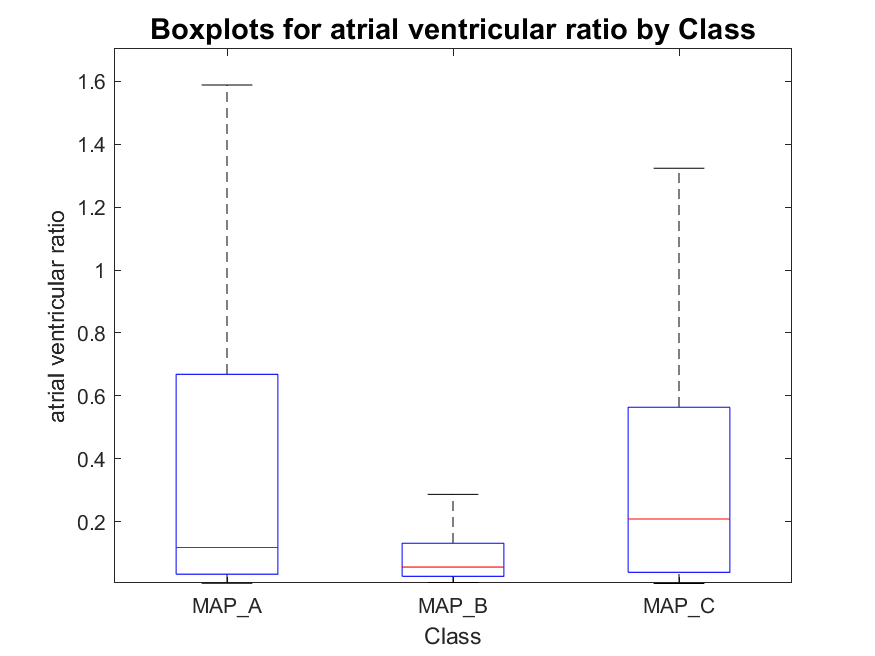 Boxplots for atrial ventricular ratio by Class
1.6
1.4
1.2
1
0.8
0.6
0.4
0.2
atrial ventricular ratio
MAP_A MAP_B MAP_C
Class